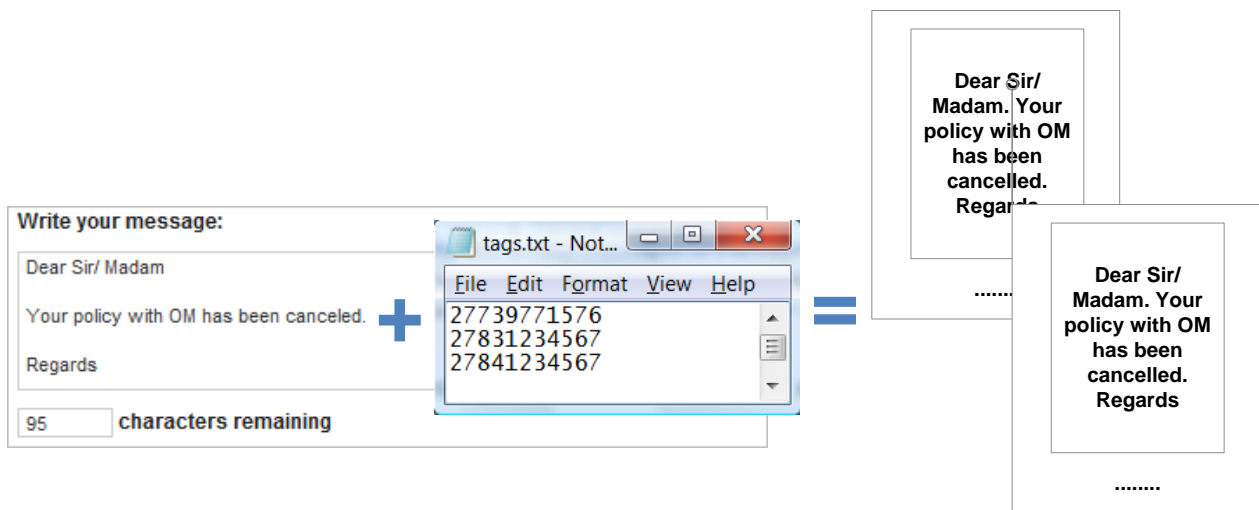 Write your message:
Dear Sir/ Madam
Your policy with OM has been canceled.
Regards
95 characters remaining
+
tags.txt - Not...
File Edit Format View Help
27739771576
27831234567
27841234567
=
Dear Sir/
Madam. Your
policy with OM
has been
cancelled.
Regards
........
Dear Sir/
Madam. Your
policy with OM
has been
cancelled.
Regards
........